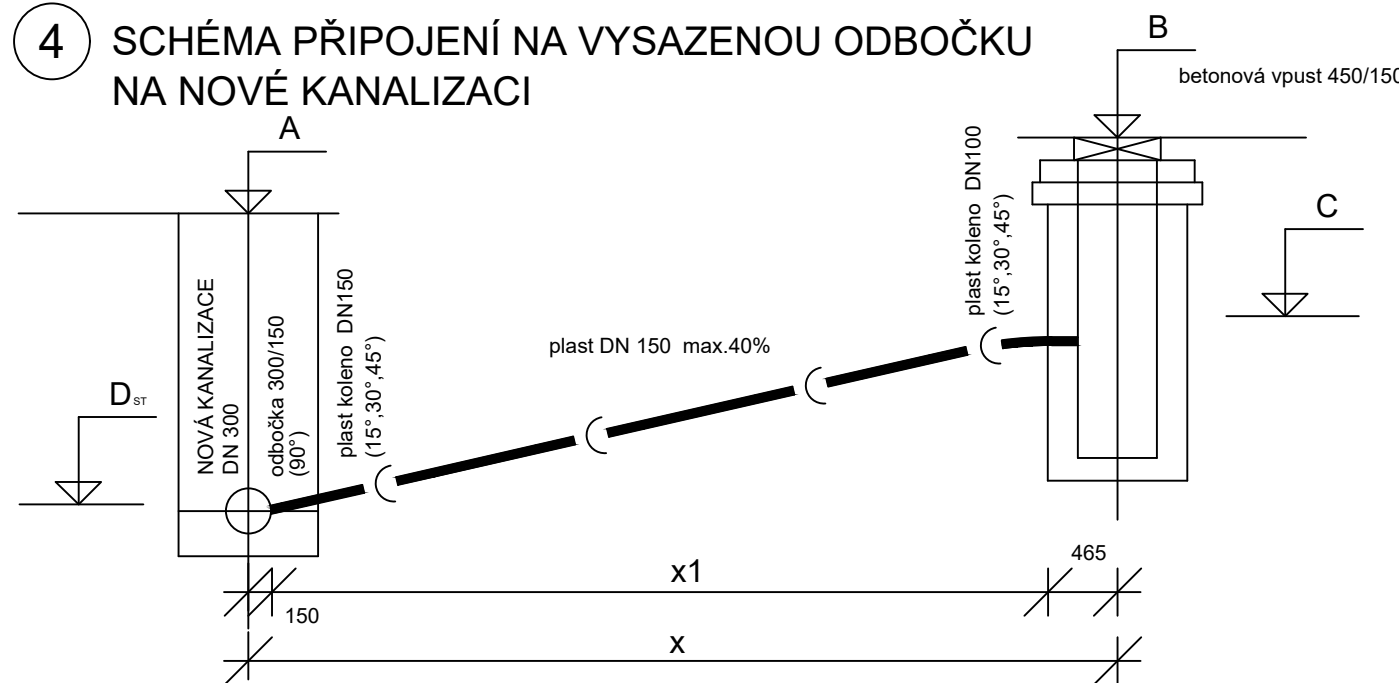 4 SCHÉMA PŘIPOJENÍ NA VYSAZENOU ODBOČKU
NA NOVÉ KANALIZACI
A
B
betonová vpust 450/150
C
D ST
NOVÁ KANALIZACE
DN 300
odbočka 300/150
(90°)
plast koleno DN150
(15°,30°,45°)
plast DN 150 max.40%
plast koleno DN100
(15°,30°,45°)
x1
465
150
x